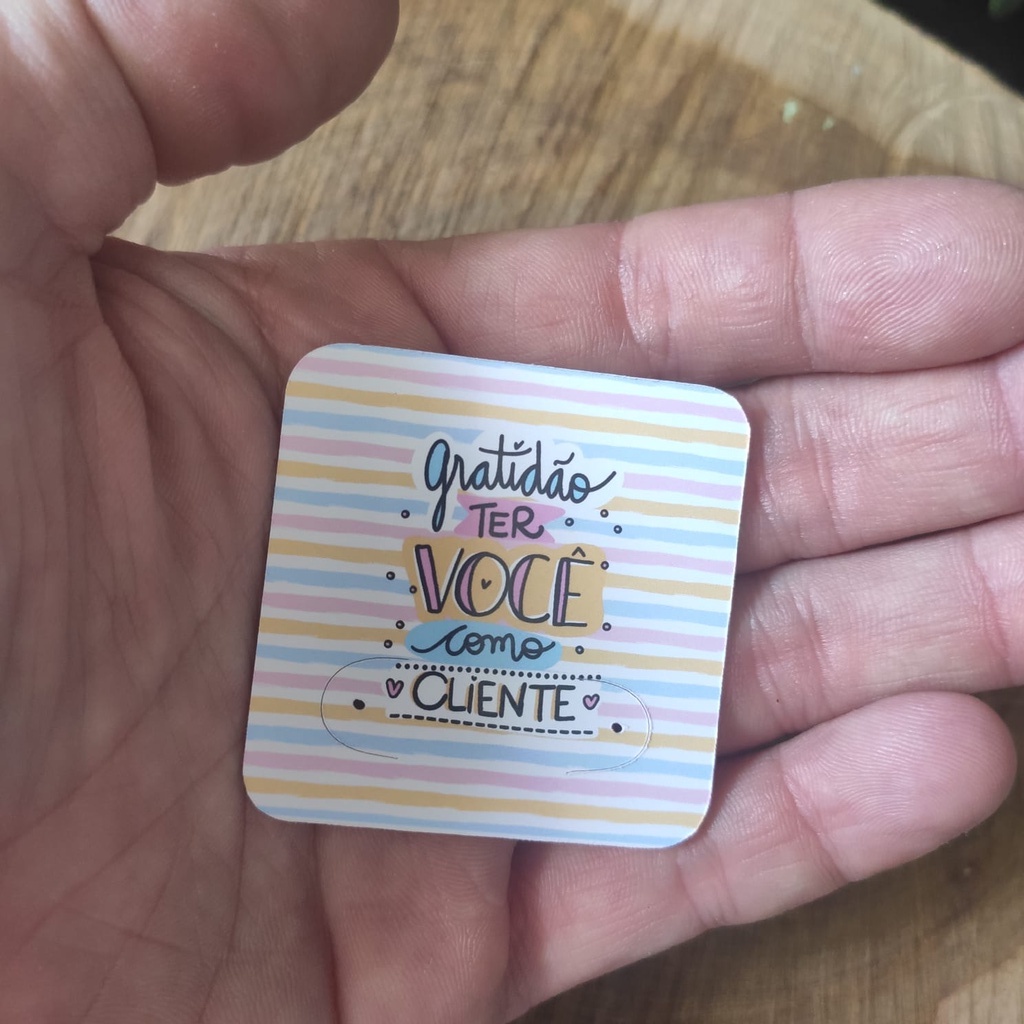 gratidão
TER
VOCÊ
como
CLIENTE